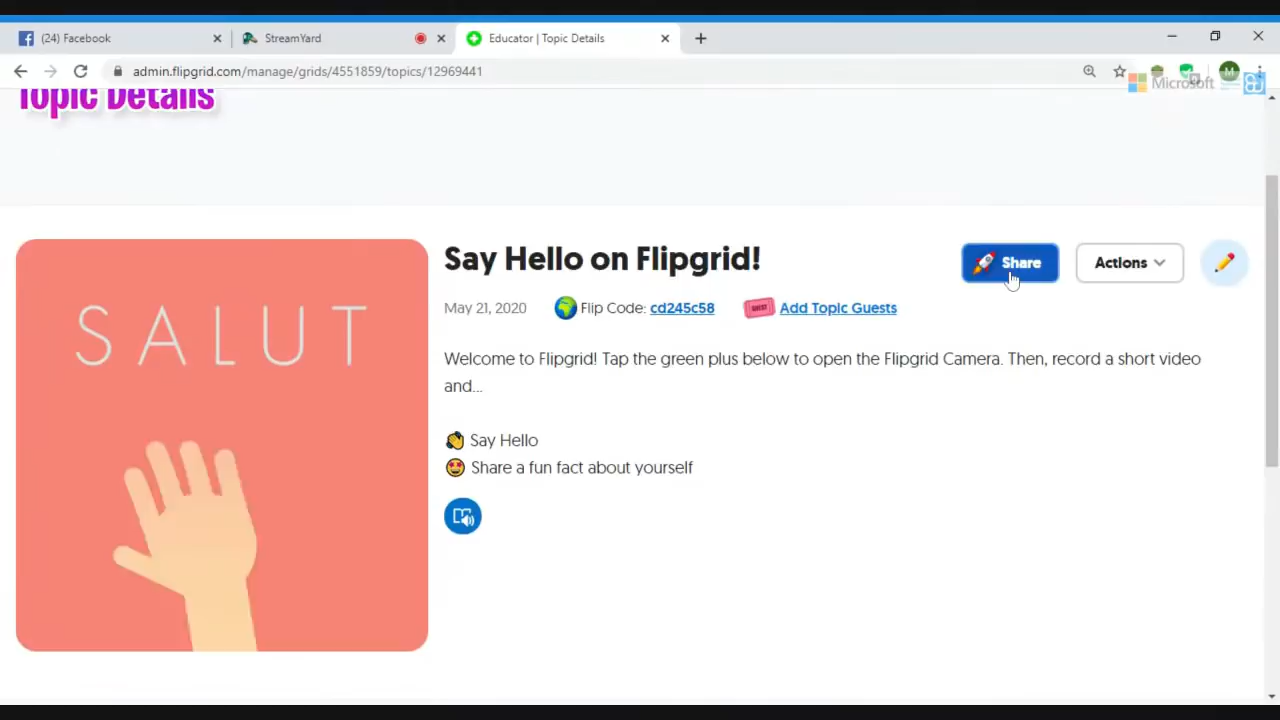 (24) Facebook
StreamYard
Educator | Topic Details
admin.flipgrid.com/manage/grids/4551859/topics/12969441
Microsoft
Topic Details
SALUT
Say Hello on Flipgrid!
Share
Actions
May 21, 2020
Flip Code: cd245c58
Add Topic Guests
Welcome to Flipgrid! Tap the green plus below to open the Flipgrid Camera. Then, record a short video
and...
Say Hello
Share a fun fact about yourself